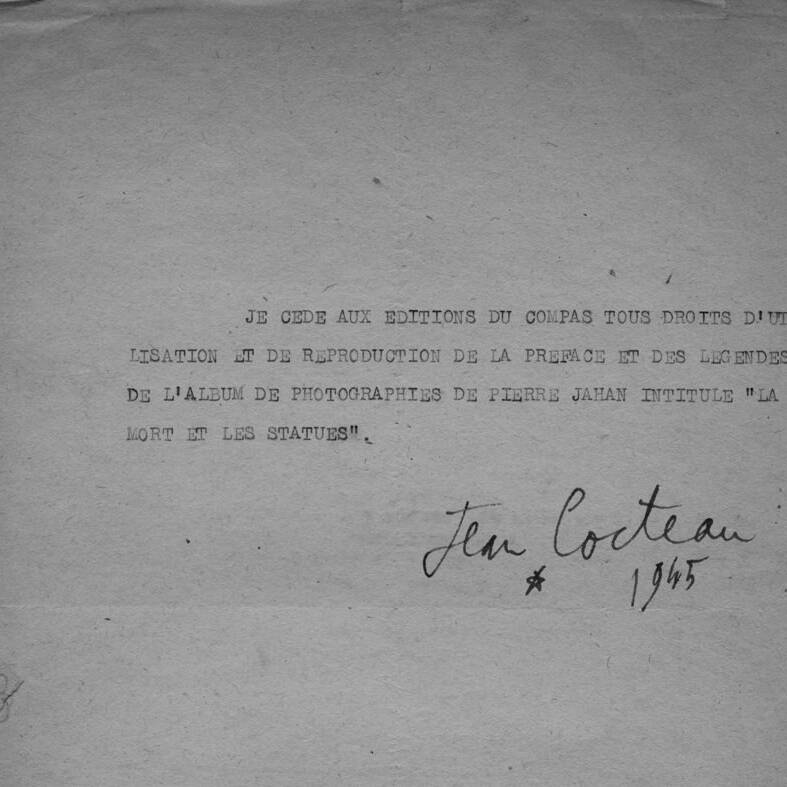 JE CEDE AUX EDITIONS DU COMPAS TOUS DROITS D'UT
LISATION ET DE REPRODUCTION DE LA PREFACE ET DES LEGENDES
DE L'ALBUM DE PHOTOGRAPHIES DE PIERRE JAHAN INTITULE "LA
MORT ET LES STATUES".
Jean Cocteau
* 1945